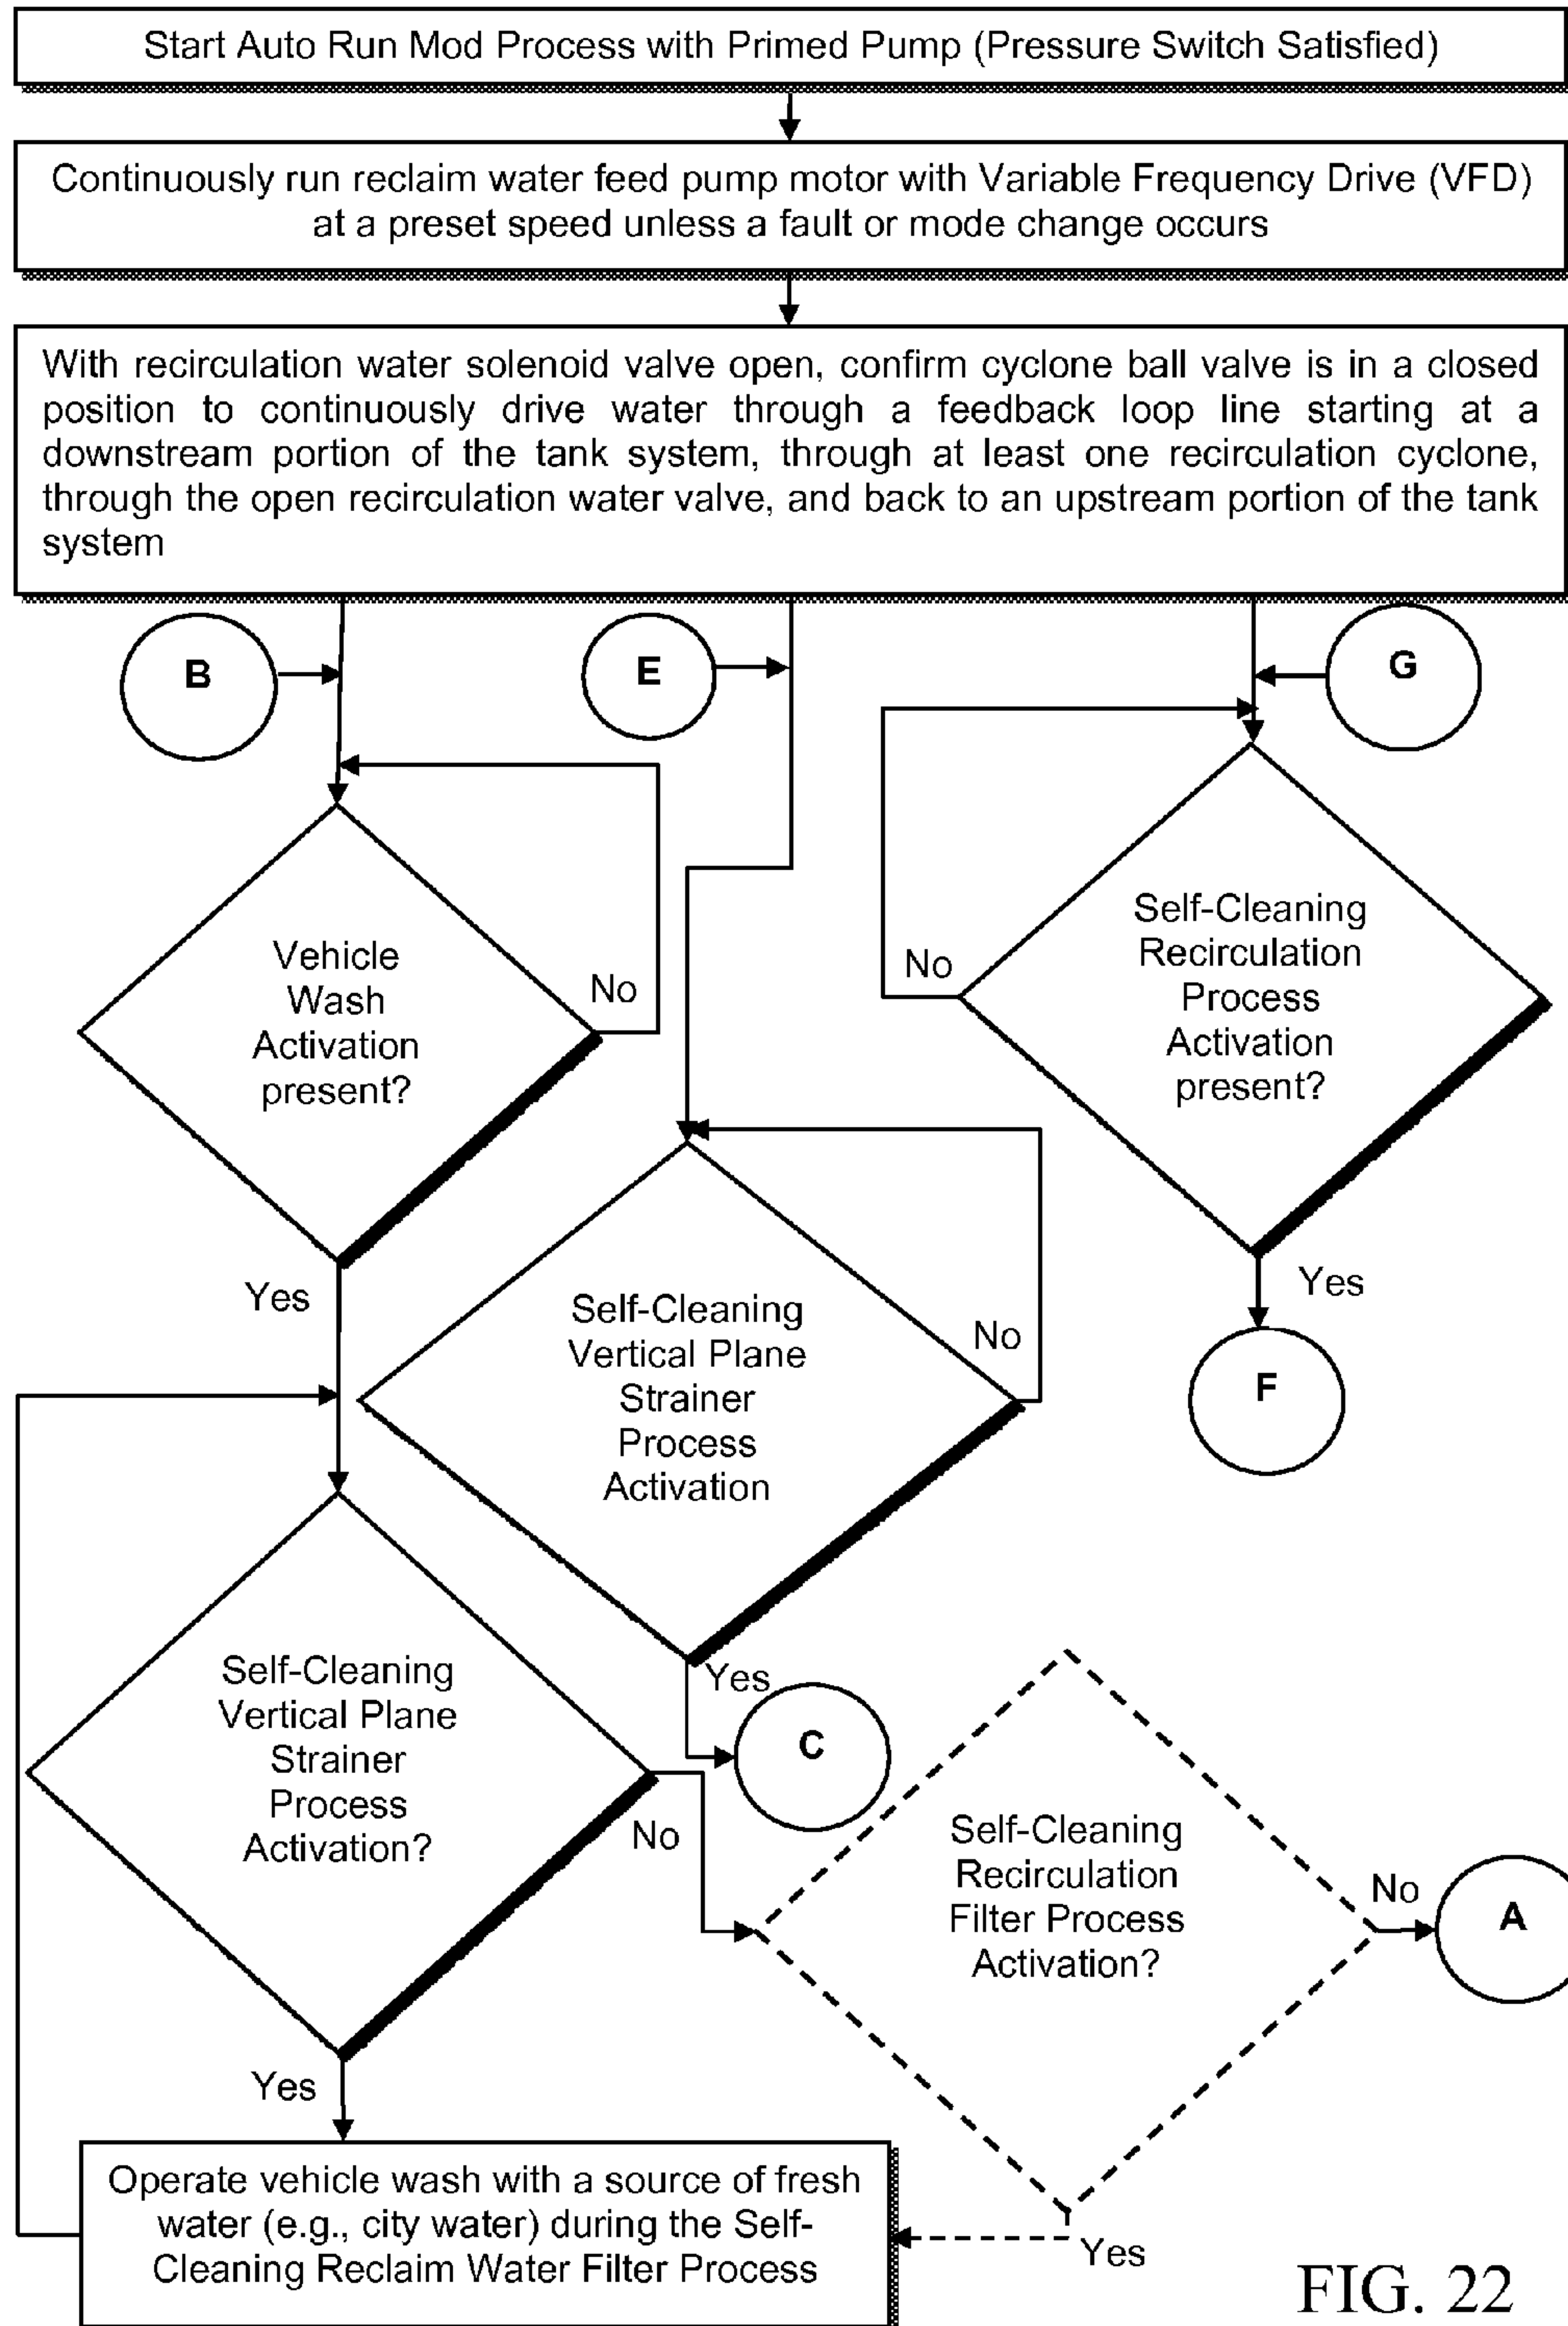 Start Auto Run Mod Process with Primed Pump (Pressure Switch Satisfied)
Continuously run reclaim water feed pump motor with Variable Frequency Drive (VFD)
at a preset speed unless a fault or mode change occurs
With recirculation water solenoid valve open, confirm cyclone ball valve is in a closed
position to continuously drive water through a feedback loop line starting at a
downstream portion of the tank system, through at least one recirculation cyclone,
through the open recirculation water valve, and back to an upstream portion of the tank
system
B
E
G
Vehicle
Wash
Activation
present?
No
Yes
Self-Cleaning
Recirculation
Process
Activation
present?
No
Yes
F
Self-Cleaning
Vertical Plane
Strainer
Process
Activation
No
Yes
C
Self-Cleaning
Vertical Plane
Strainer
Process
Activation?
No
Yes
Self-Cleaning
Recirculation
Filter Process
Activation?
No
A
Yes
Operate vehicle wash with a source of fresh
water (e.g., city water) during the Self-
Cleaning Reclaim Water Filter Process
FIG. 22